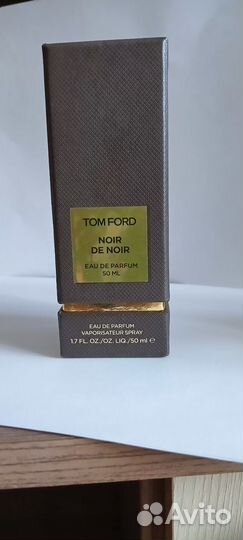 TOM FORD
NOIR
DE NOIR
EAU DE PARFUM
50 ML
EAU DE PARFUM
VAPORISATEUR SPRAY
1.7 FL. OZ./OZ. LIQ./50 ml ℮
Avito